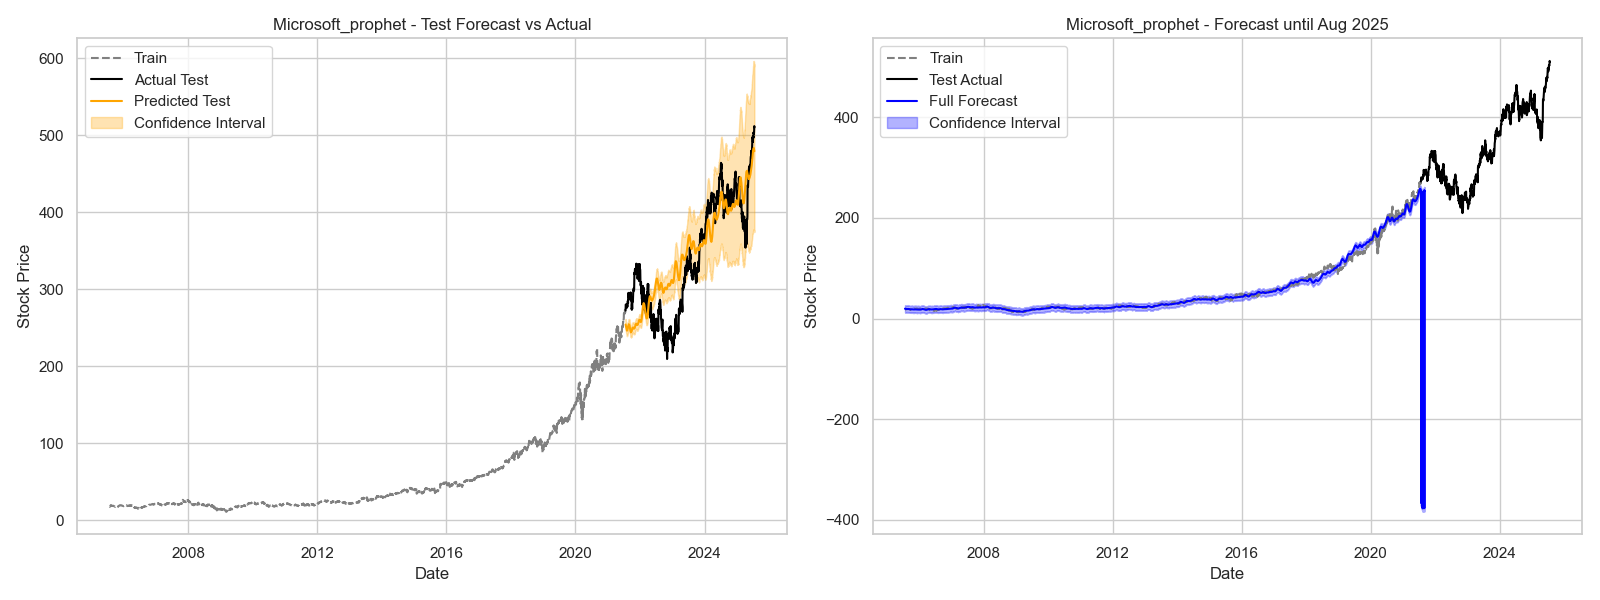 Microsoft_prophet - Test Forecast vs Actual
Train
Actual Test
Predicted Test
Confidence Interval
Stock Price
600
500
400
300
200
100
0
2008
2012
2016
2020
2024
Date
Microsoft_prophet - Forecast until Aug 2025
Train
Test Actual
Full Forecast
Confidence Interval
Stock Price
400
200
0
−200
−400
2008
2012
2016
2020
2024
Date